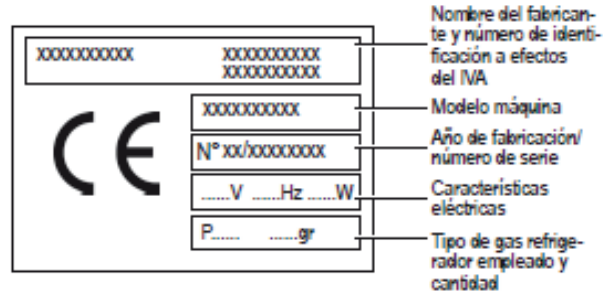 Nombre del fabrican-
te y número de identi-
ficación a efectos
del IVA
XXXXXXXXXX XXXXXXXXXX
XXXXXXXXXX
XXXXXXXXXX
Modelo máquina
CE
Nº xx/xxxxxxxx
Año de fabricación/
número de serie
......V ......Hz ......W
Características
eléctricas
P...... ......gr
Tipo de gas refrige-
rador empleado y
cantidad